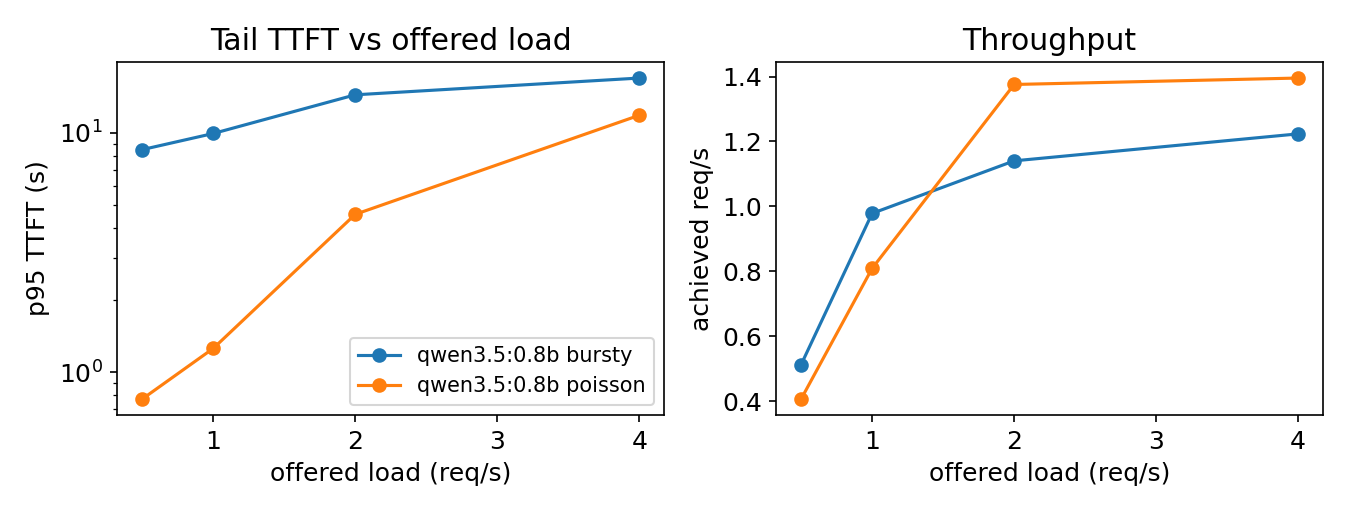 Tail TTFT vs offered load
p95 TTFT (s)
10¹
10⁰
qwen3.5:0.8b bursty
qwen3.5:0.8b poisson
1 2 3 4
offered load (req/s)
Throughput
achieved req/s
1.4
1.2
1.0
0.8
0.6
0.4
1 2 3 4
offered load (req/s)